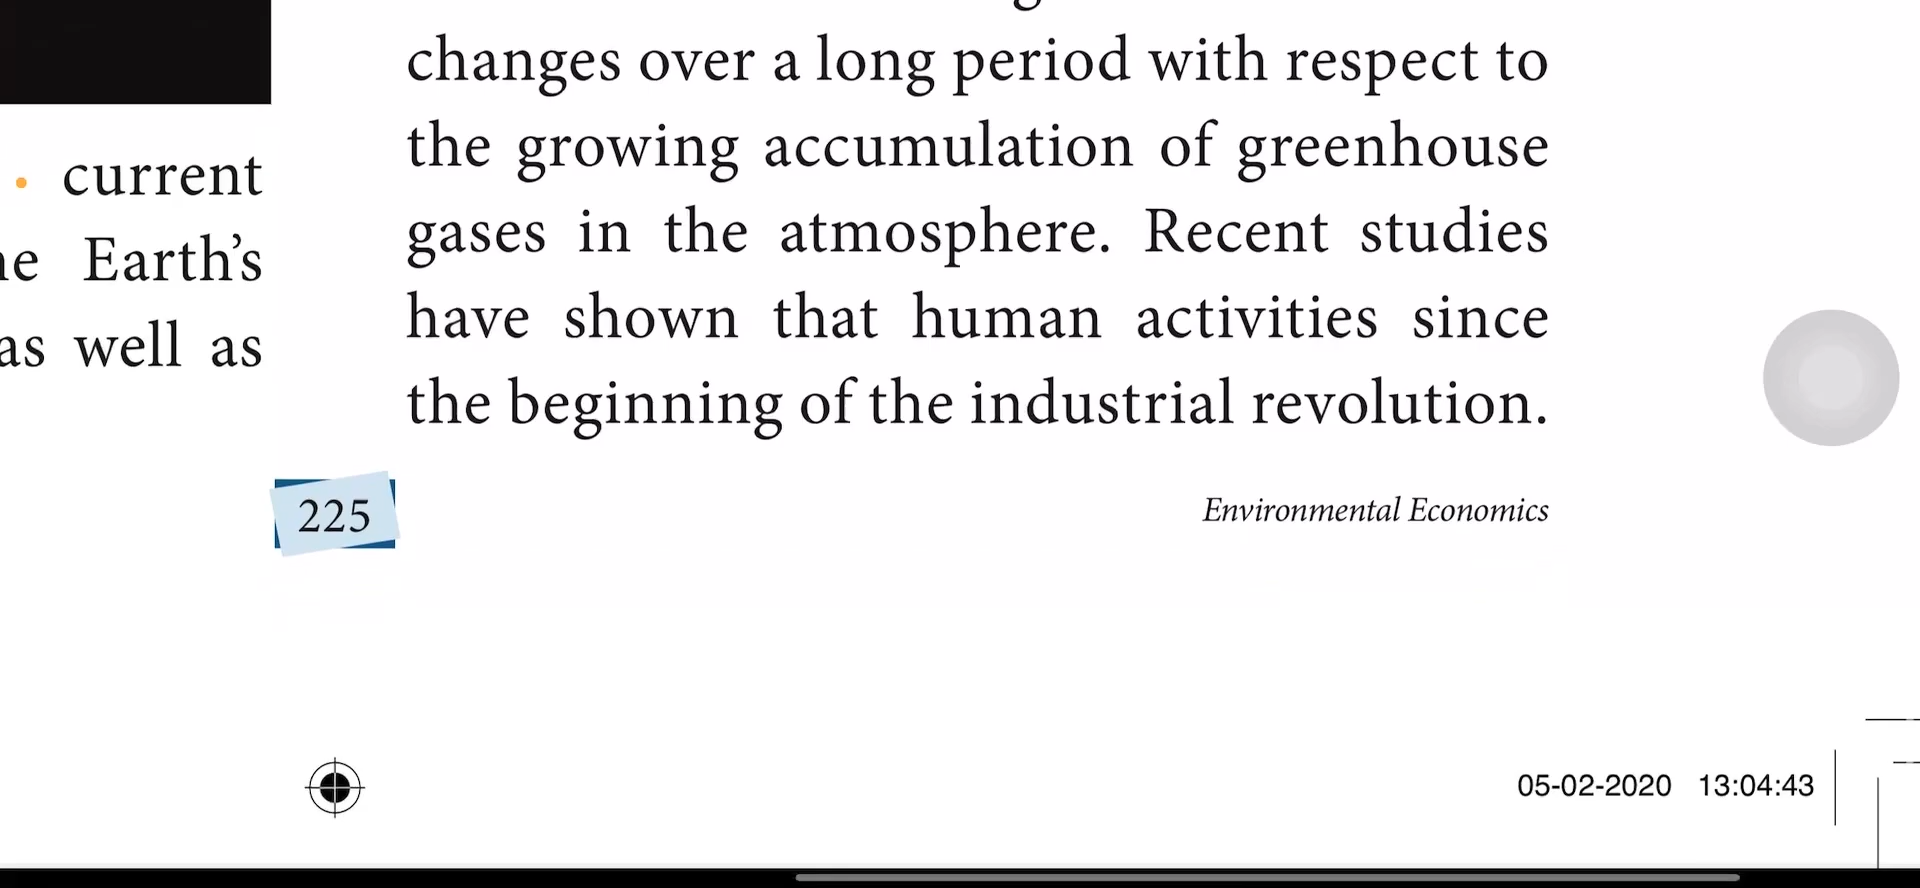 current
Earth's
as well as
changes over a long period with respect to
the growing accumulation of greenhouse
gases in the atmosphere. Recent studies
have shown that human activities since
the beginning of the industrial revolution.
225
Environmental Economics
05-02-2020 13:04:43